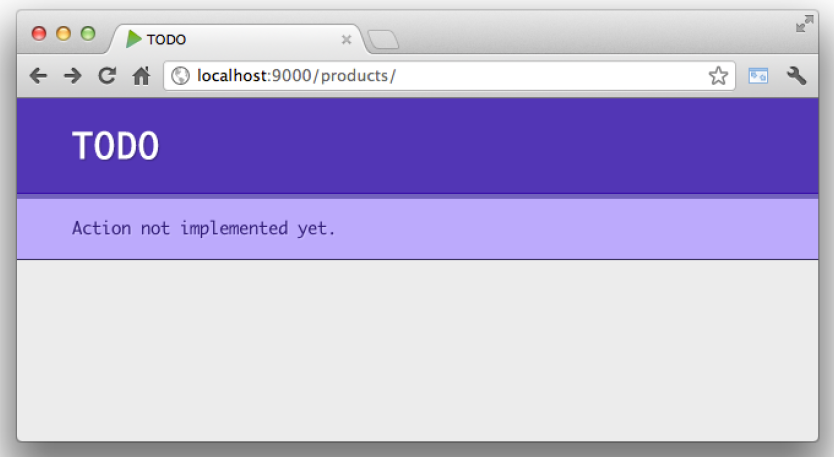 TODO
localhost:9000/products/
TODO
Action not implemented yet.